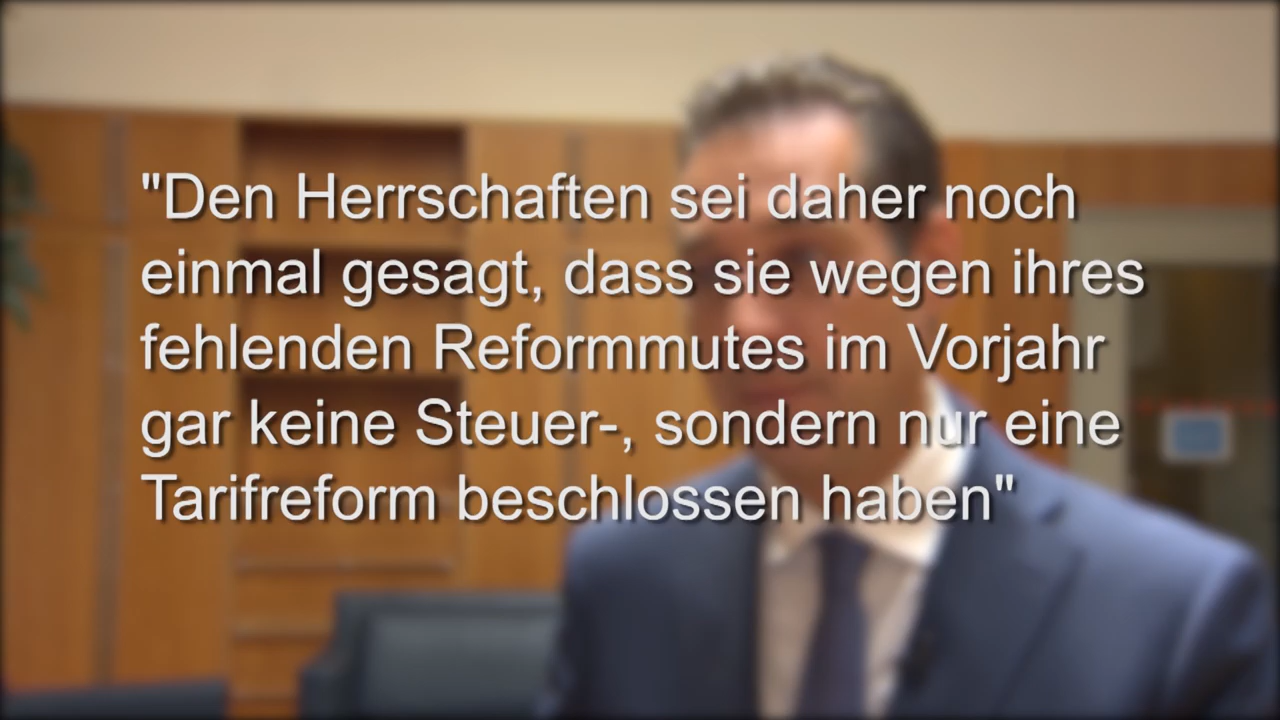 "Den Herrschaften sei daher noch
einmal gesagt, dass sie wegen ihres
fehlenden Reformmutes im Vorjahr
gar keine Steuer-, sondern nur eine
Tarifreform beschlossen haben"